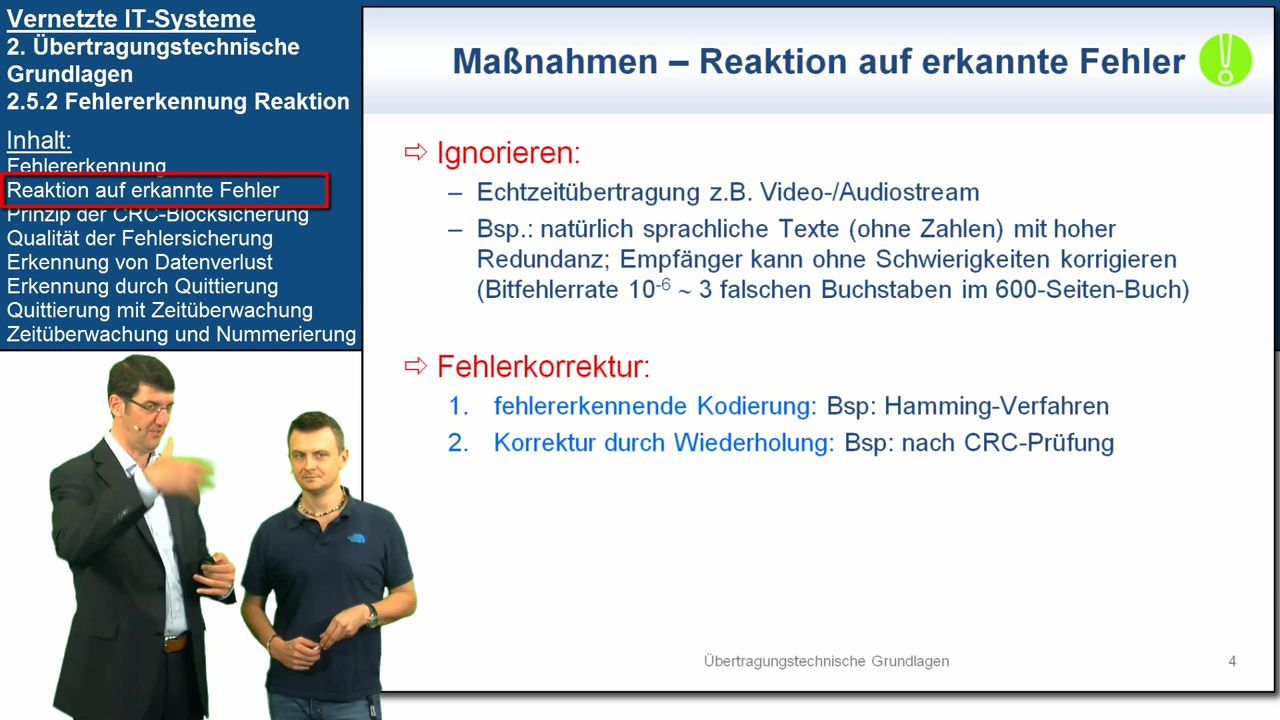 Vernetzte IT-Systeme
2. Übertragungstechnische
Grundlagen
2.5.2 Fehlererkennung Reaktion
Inhalt:
Fehlererkennung
Reaktion auf erkannte Fehler
Prinzip der CRC-Blocksicherung
Qualität der Fehlersicherung
Erkennung von Datenverlust
Erkennung durch Quittierung
Quittierung mit Zeitüberwachung
Zeitüberwachung und Nummerierung
Maßnahmen – Reaktion auf erkannte Fehler
⇨ Ignorieren:
– Echtzeitübertragung z.B. Video-/Audiostream
– Bsp.: natürlich sprachliche Texte (ohne Zahlen) mit hoher
Redundanz; Empfänger kann ohne Schwierigkeiten korrigieren
(Bitfehlerrate 10⁻⁶ ~ 3 falschen Buchstaben im 600-Seiten-Buch)
⇨ Fehlerkorrektur:
1. fehlererkennende Kodierung: Bsp: Hamming-Verfahren
2. Korrektur durch Wiederholung: Bsp: nach CRC-Prüfung
Übertragungstechnische Grundlagen
4